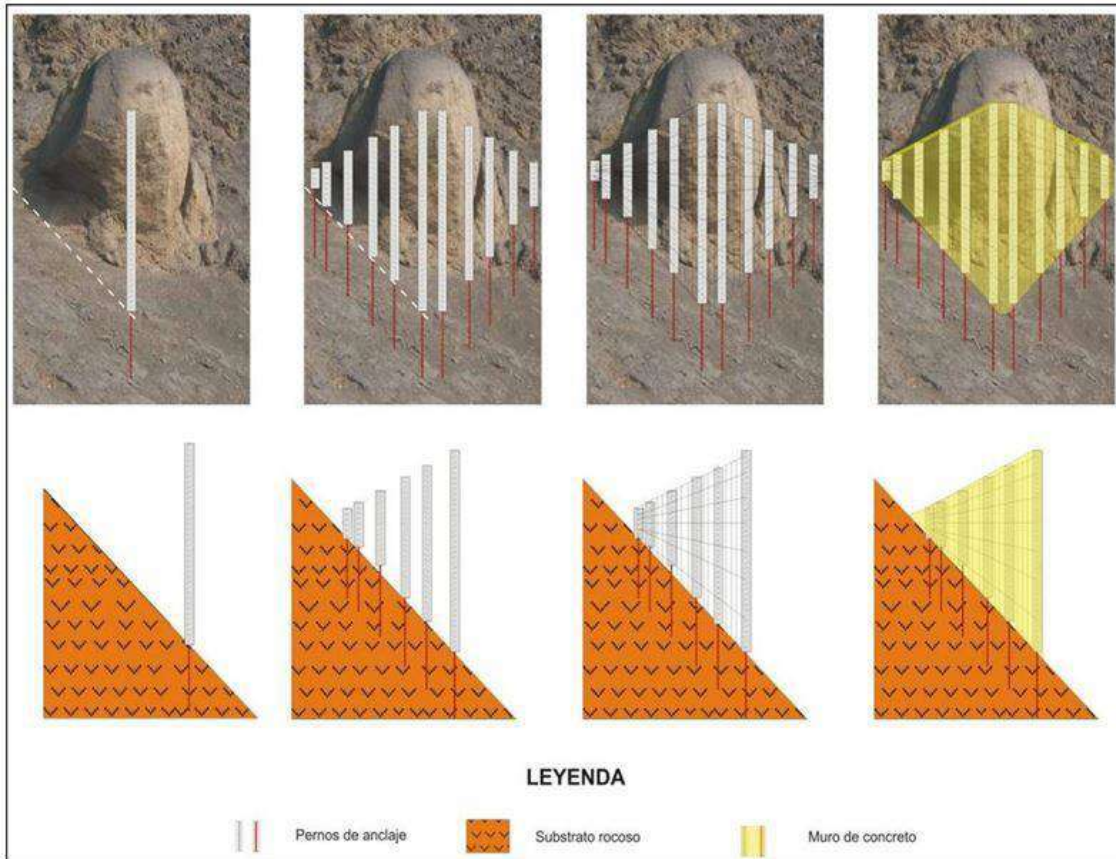 LEYENDA
Pernos de anclaje
Substrato rocoso
Muro de concreto